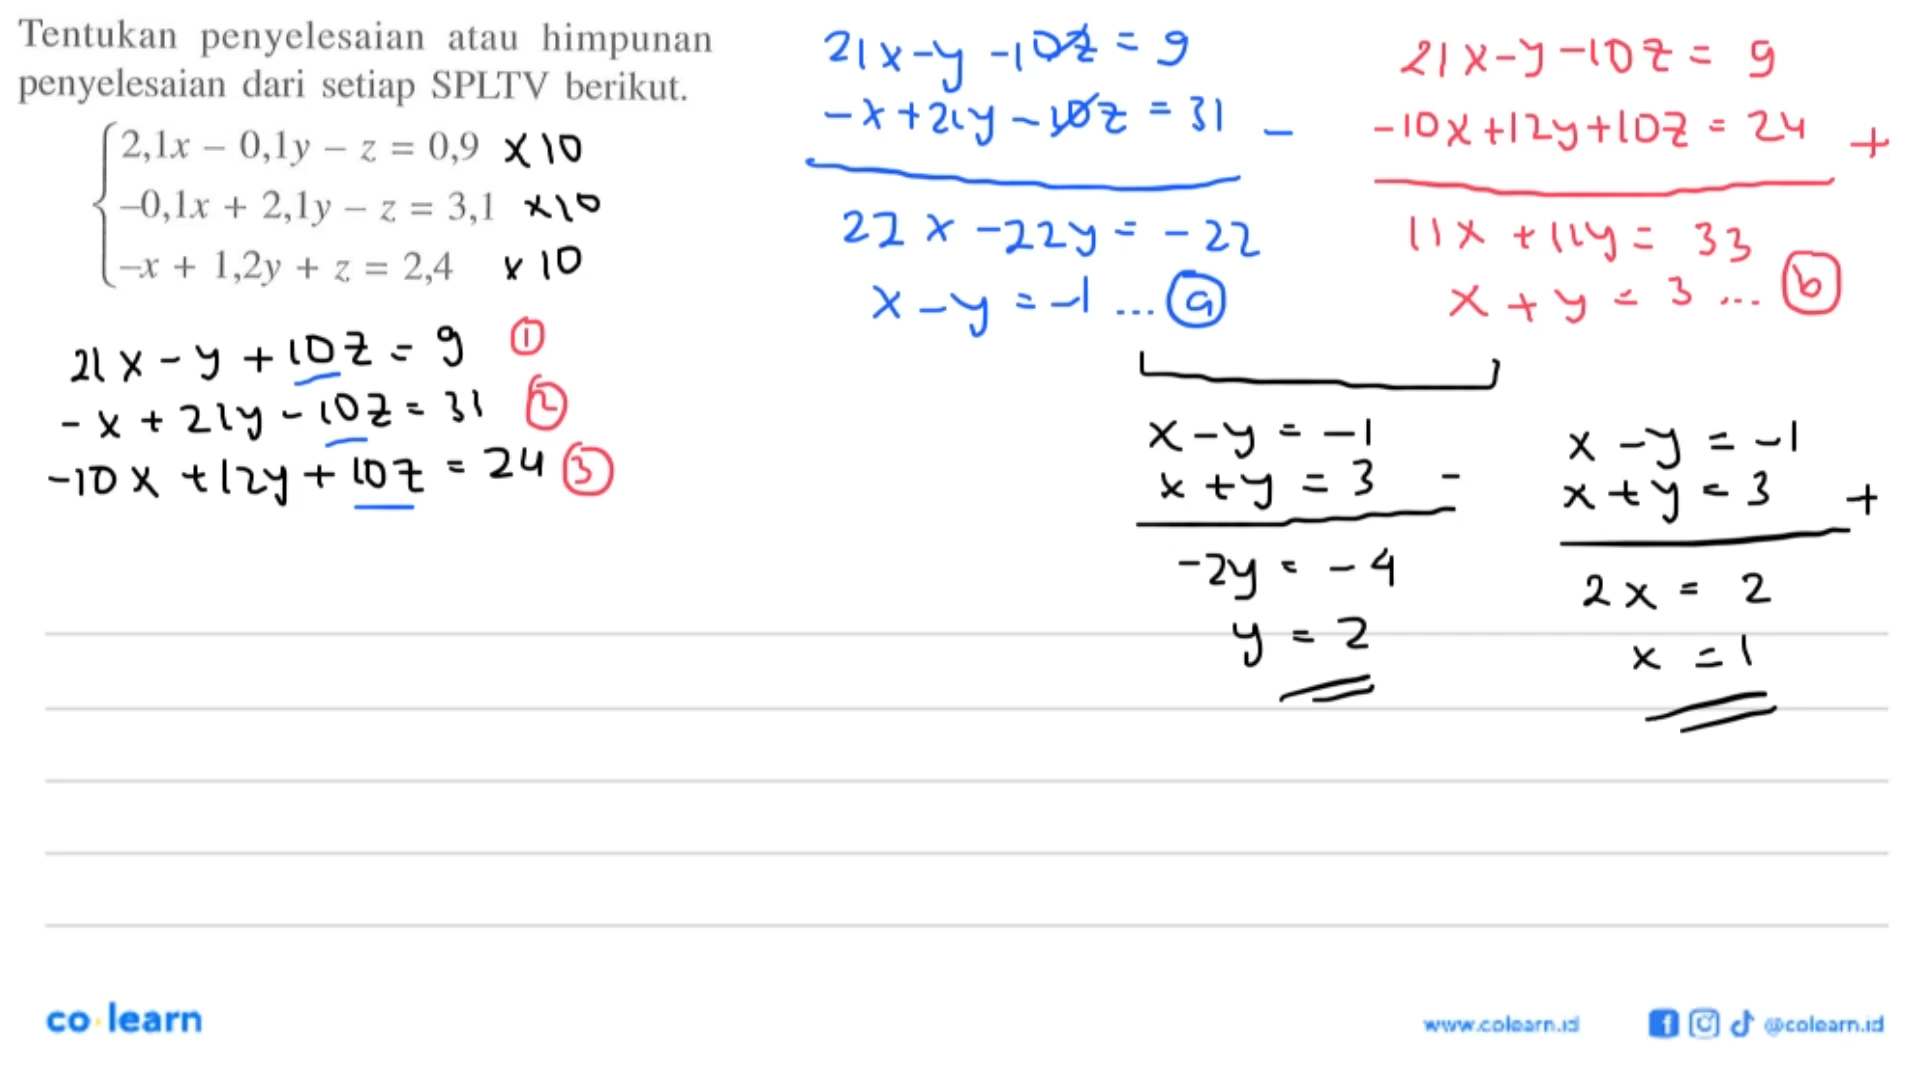 Tentukan penyelesaian atau himpunan
penyelesaian dari setiap SPLTV berikut.
2,1x – 0,1y – z = 0,9 ×10
–0,1x + 2,1y – z = 3,1 ×10
–x + 1,2y + z = 2,4 ×10
21x - y + 10z = 9 ①
-x + 21y - 10z = 31 ②
-10x + 12y + 10z = 24 ③
21x - y - 10z = 9
-x + 21y - 10z = 31 -
22x - 22y = -22
x - y = -1 ... ⓐ
21x - y - 10z = 9
-10x + 12y + 10z = 24 +
11x + 11y = 33
x + y = 3 ... ⓑ
x - y = -1
x + y = 3 -
-2y = -4
y = 2
x - y = -1
x + y = 3 +
2x = 2
x = 1
co learn
www.colearn.id
@colearn.id